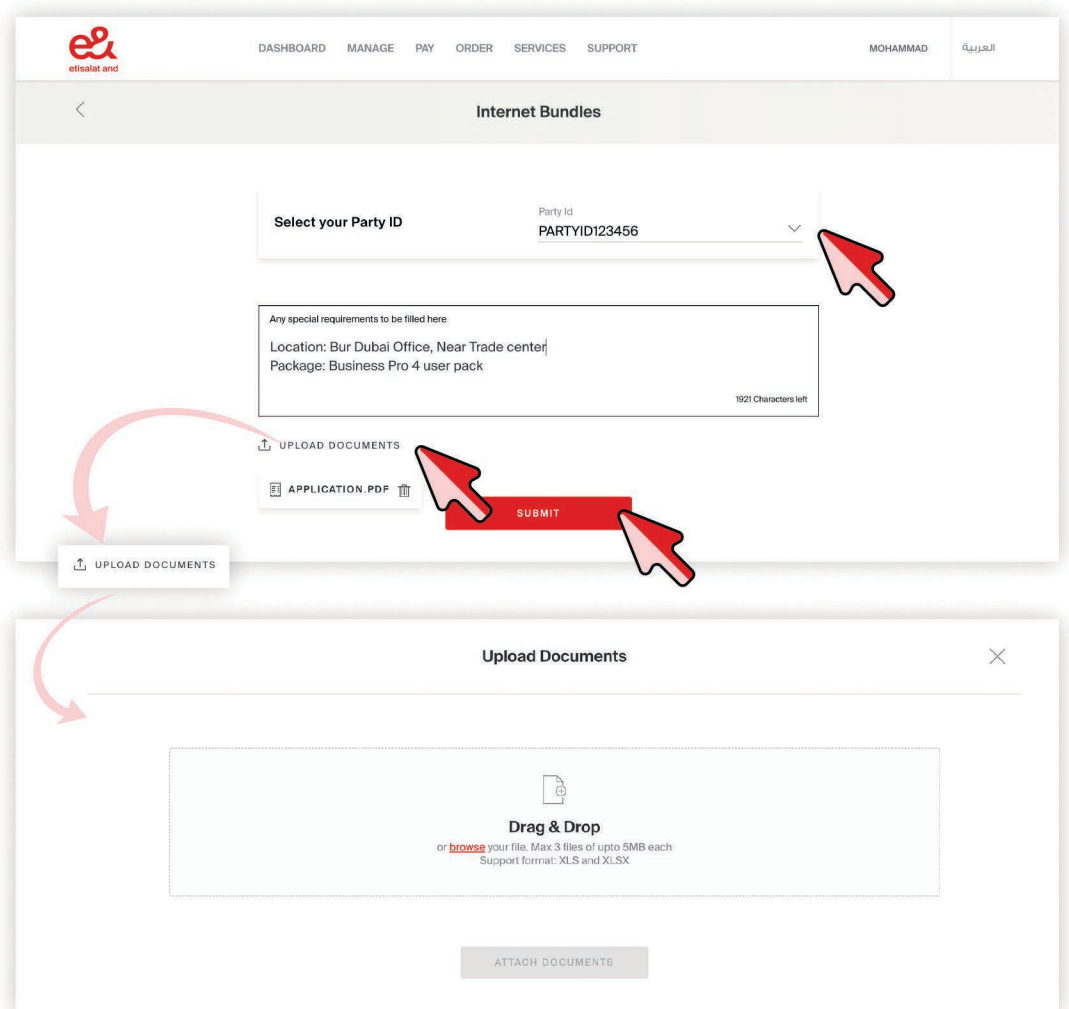 e&
etisalat and
DASHBOARD MANAGE PAY ORDER SERVICES SUPPORT MOHAMMAD العربية
Internet Bundles
Select your Party ID
Party Id
PARTYID123456
Any special requirements to be filled here
Location: Bur Dubai Office, Near Trade center
Package: Business Pro 4 user pack
1921 Characters left
UPLOAD DOCUMENTS
APPLICATION.PDF
SUBMIT
UPLOAD DOCUMENTS
Upload Documents
Drag & Drop
or browse your file. Max 3 files of upto 5MB each
Support format: XLS and XLSX
ATTACH DOCUMENTS